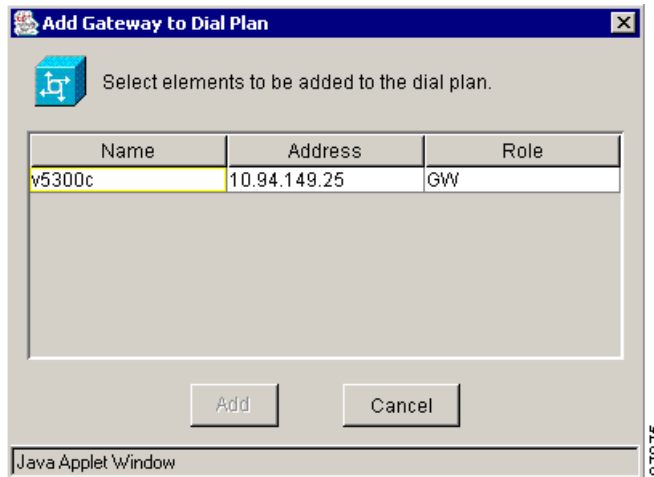 Add Gateway to Dial Plan
Select elements to be added to the dial plan.
Name Address Role
v5300c 10.94.149.25 GW
Add Cancel
Java Applet Window